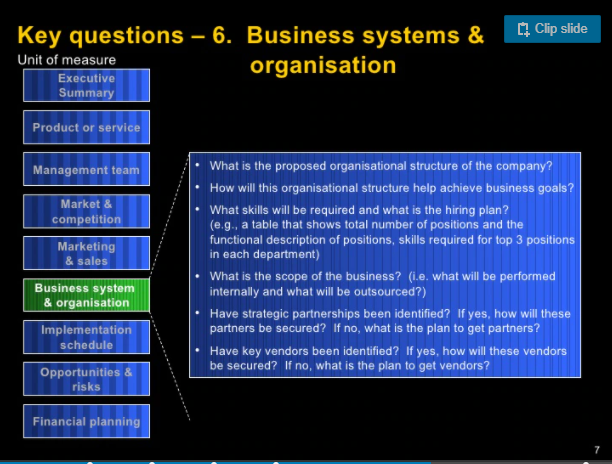 Key questions – 6. Business systems &
organisation
Clip slide
Unit of measure
Executive
Summary
Product or service
Management team
Market &
competition
Marketing
& sales
Business system
& organisation
Implementation
schedule
Opportunities &
risks
Financial planning
• What is the proposed organisational structure of the company?
• How will this organisational structure help achieve business goals?
• What skills will be required and what is the hiring plan?
(e.g., a table that shows total number of positions and the
functional description of positions, skills required for top 3 positions
in each department)
• What is the scope of the business? (i.e. what will be performed
internally and what will be outsourced?)
• Have strategic partnerships been identified? If yes, how will these
partners be secured? If no, what is the plan to get partners?
• Have key vendors been identified? If yes, how will these vendors
be secured? If no, what is the plan to get vendors?
7